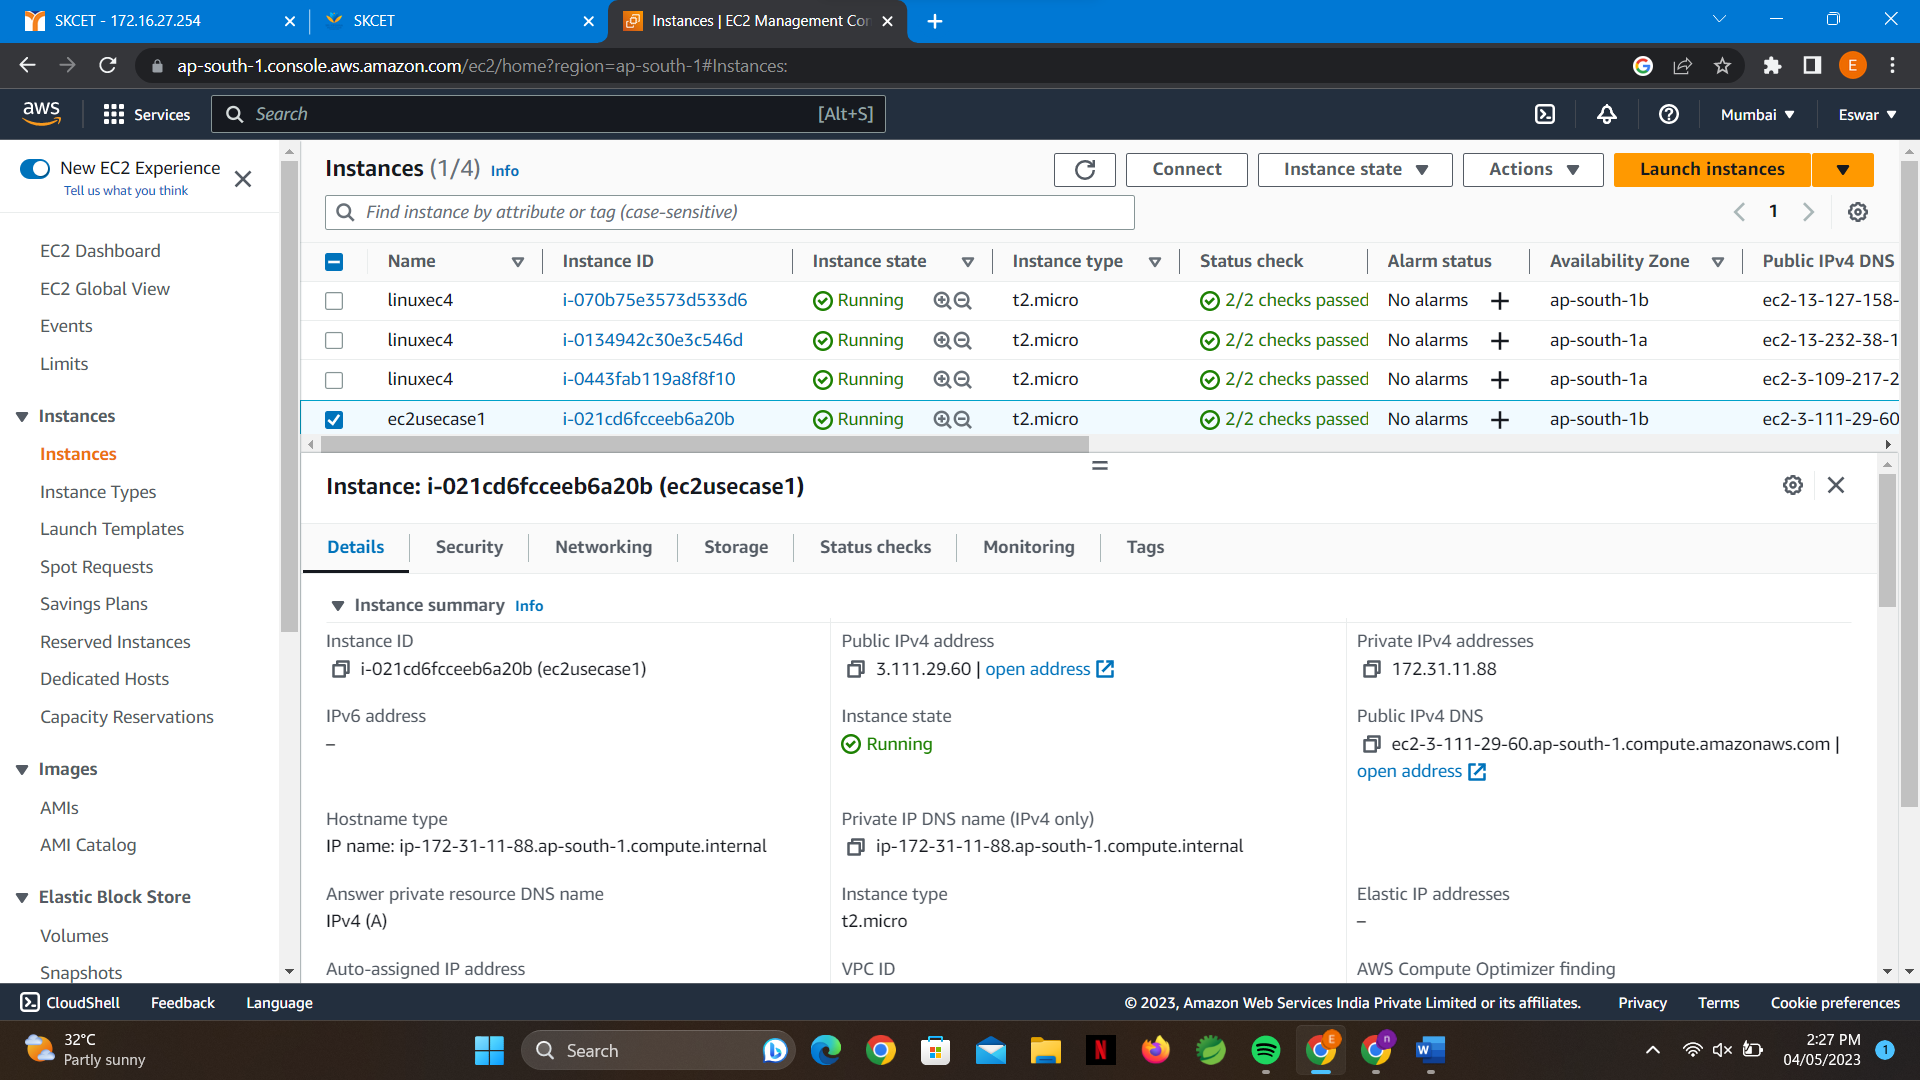 SKCET - 172.16.27.254
SKCET
Instances | EC2 Management Con
ap-south-1.console.aws.amazon.com/ec2/home?region=ap-south-1#Instances:
E
aws
Services
Search
[Alt+S]
Mumbai
Eswar
New EC2 Experience
Tell us what you think
EC2 Dashboard
EC2 Global View
Events
Limits
Instances
Instances
Instance Types
Launch Templates
Spot Requests
Savings Plans
Reserved Instances
Dedicated Hosts
Capacity Reservations
Images
AMIs
AMI Catalog
Elastic Block Store
Volumes
Snapshots
Instances (1/4) Info
Connect
Instance state
Actions
Launch instances
Find instance by attribute or tag (case-sensitive)
1
Name Instance ID Instance state Instance type Status check Alarm status Availability Zone Public IPv4 DNS
linuxec4 i-070b75e3573d533d6 Running t2.micro 2/2 checks passed No alarms + ap-south-1b ec2-13-127-158-
linuxec4 i-0134942c30e3c546d Running t2.micro 2/2 checks passed No alarms + ap-south-1a ec2-13-232-38-1
linuxec4 i-0443fab119a8f8f10 Running t2.micro 2/2 checks passed No alarms + ap-south-1a ec2-3-109-217-2
ec2usecase1 i-021cd6fcceeb6a20b Running t2.micro 2/2 checks passed No alarms + ap-south-1b ec2-3-111-29-60
Instance: i-021cd6fcceeb6a20b (ec2usecase1)
Details Security Networking Storage Status checks Monitoring Tags
Instance summary Info
Instance ID
i-021cd6fcceeb6a20b (ec2usecase1)
Public IPv4 address
3.111.29.60 | open address
Private IPv4 addresses
172.31.11.88
IPv6 address
–
Instance state
Running
Public IPv4 DNS
ec2-3-111-29-60.ap-south-1.compute.amazonaws.com |
open address
Hostname type
IP name: ip-172-31-11-88.ap-south-1.compute.internal
Private IP DNS name (IPv4 only)
ip-172-31-11-88.ap-south-1.compute.internal
Answer private resource DNS name
IPv4 (A)
Instance type
t2.micro
Elastic IP addresses
–
Auto-assigned IP address
VPC ID
AWS Compute Optimizer finding
CloudShell
Feedback
Language
© 2023, Amazon Web Services India Private Limited or its affiliates.
Privacy
Terms
Cookie preferences
32°C
Partly sunny
Search
N
E
n
W
2:27 PM
04/05/2023
1